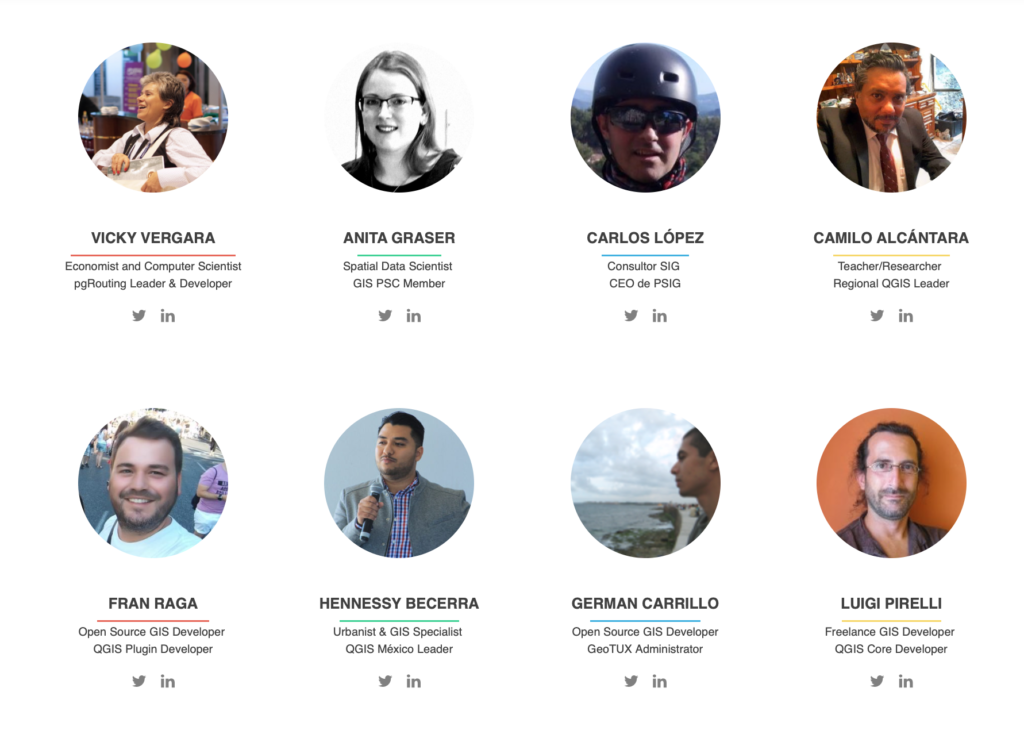 VICKY VERGARA
Economist and Computer Scientist
pgRouting Leader & Developer
ANITA GRASER
Spatial Data Scientist
GIS PSC Member
CARLOS LÓPEZ
Consultor SIG
CEO de PSIG
CAMILO ALCÁNTARA
Teacher/Researcher
Regional QGIS Leader
FRAN RAGA
Open Source GIS Developer
QGIS Plugin Developer
HENNESSY BECERRA
Urbanist & GIS Specialist
QGIS México Leader
GERMAN CARRILLO
Open Source GIS Developer
GeoTUX Administrator
LUIGI PIRELLI
Freelance GIS Developer
QGIS Core Developer